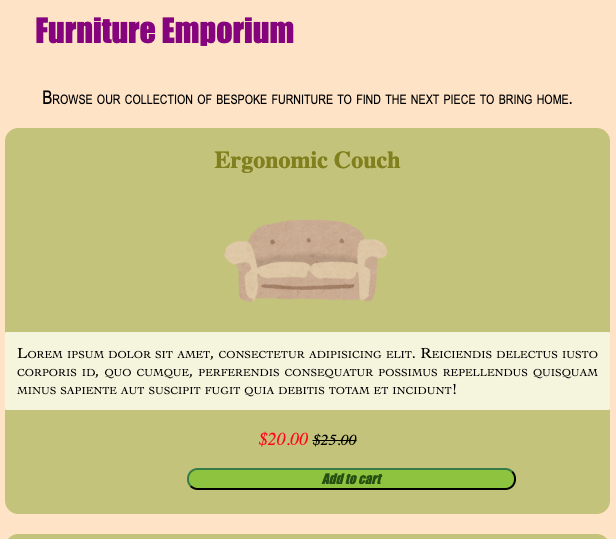 Furniture Emporium
Browse our collection of bespoke furniture to find the next piece to bring home.
Ergonomic Couch
Lorem ipsum dolor sit amet, consectetur adipisicing elit. Reiciendis delectus iusto
corporis id, quo cumque, perferendis consequatur possimus repellendus quisquam
minus sapiente aut suscipit fugit quia debitis totam et incidunt!
$20.00 $25.00
Add to cart